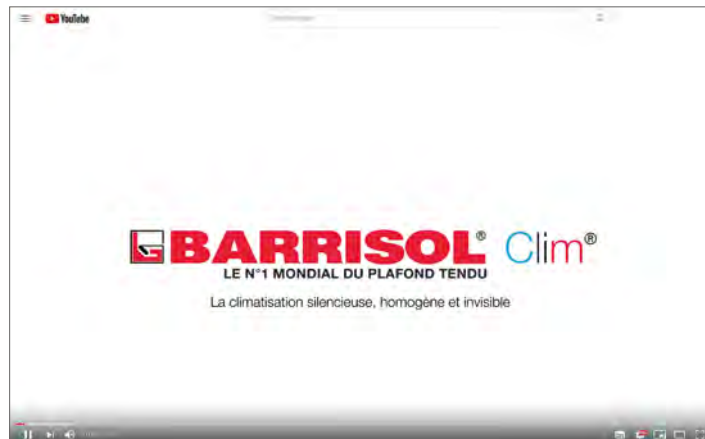 YouTube
BARRISOL® Clim®
LE N°1 MONDIAL DU PLAFOND TENDU
La climatisation silencieuse, homogène et invisible